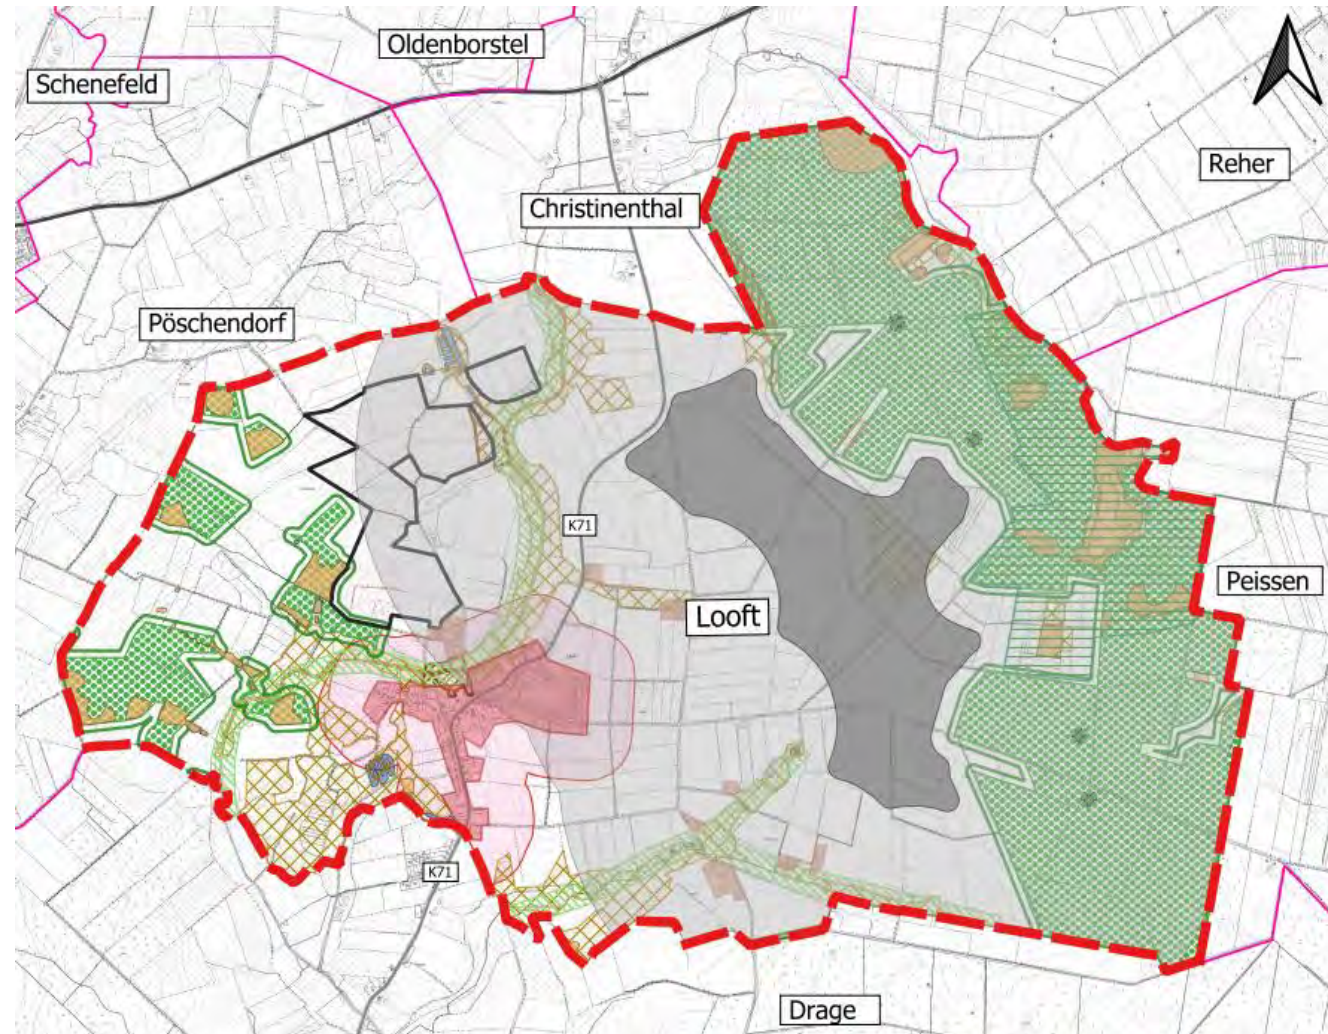 Oldenborstel
Schenefeld
Reher
Christinenthal
Pöschendorf
K71
Peissen
Looft
K71
Drage